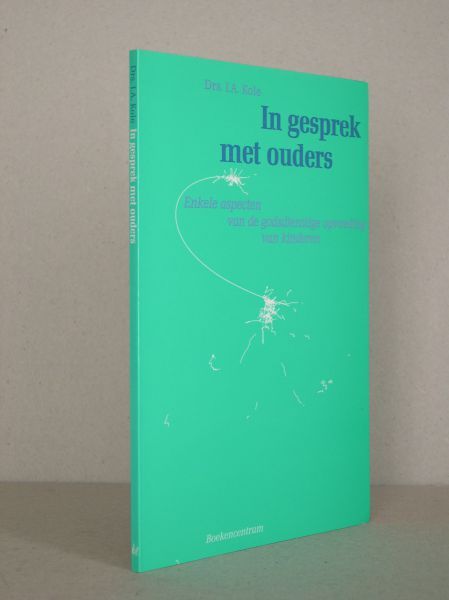 Drs. I.A. Kole
In gesprek
met ouders
Enkele aspecten
van de godsdienstige opvoeding
van kinderen
Boekencentrum
Drs. I.A. Kole In gesprek met ouders